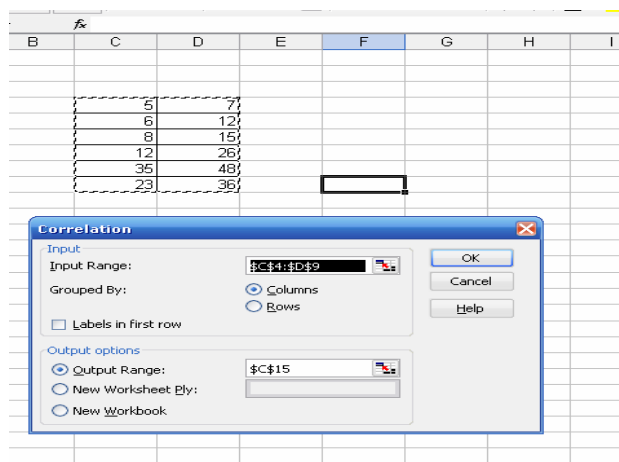 fx
B C D E F G H I
5 7
6 12
8 15
12 26
35 48
23 36
Correlation
Input
Input Range: $C$4:$D$9
OK
Grouped By: Columns
Cancel
Rows
Help
Labels in first row
Output options
Output Range: $C$15
New Worksheet Ply:
New Workbook